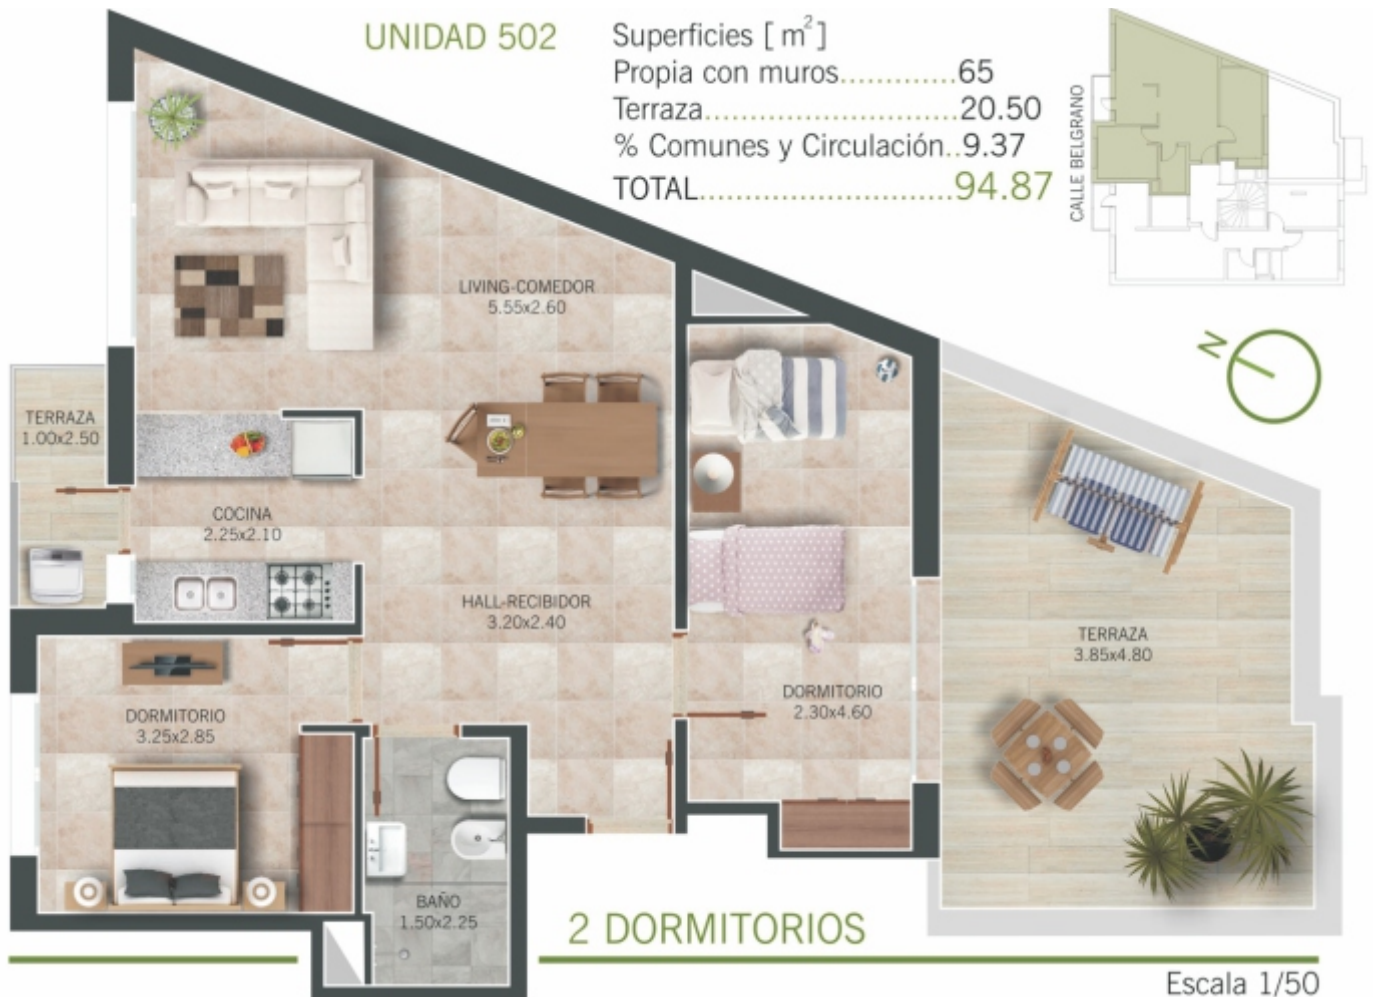 UNIDAD 502
Superficies [ m² ]
Propia con muros............65
Terraza...........................20.50
% Comunes y Circulación..9.37
TOTAL...........................94.87
CALLE BELGRANO
N
LIVING-COMEDOR
5.55x2.60
TERRAZA
1.00x2.50
COCINA
2.25x2.10
HALL-RECIBIDOR
3.20x2.40
TERRAZA
3.85x4.80
DORMITORIO
2.30x4.60
DORMITORIO
3.25x2.85
BAÑO
1.50x2.25
2 DORMITORIOS
Escala 1/50